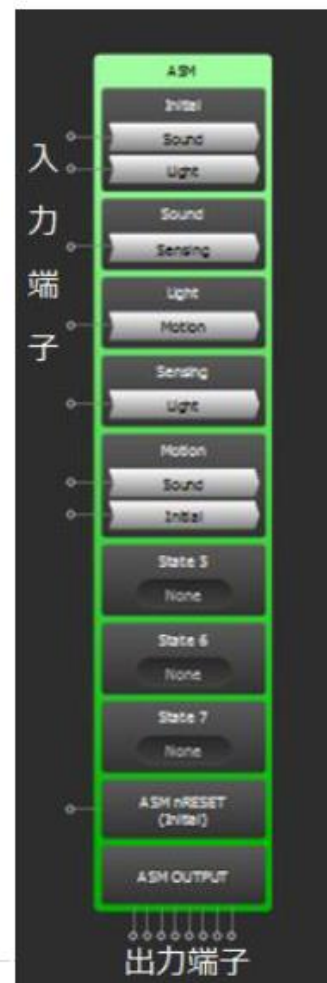 ASM
Initial
Sound
Light
Sound
Sensing
Light
Motion
Sensing
Light
Motion
Sound
Initial
State 5
None
State 6
None
State 7
None
ASM nRESET
(Initial)
ASM OUTPUT
入力端子
出力端子